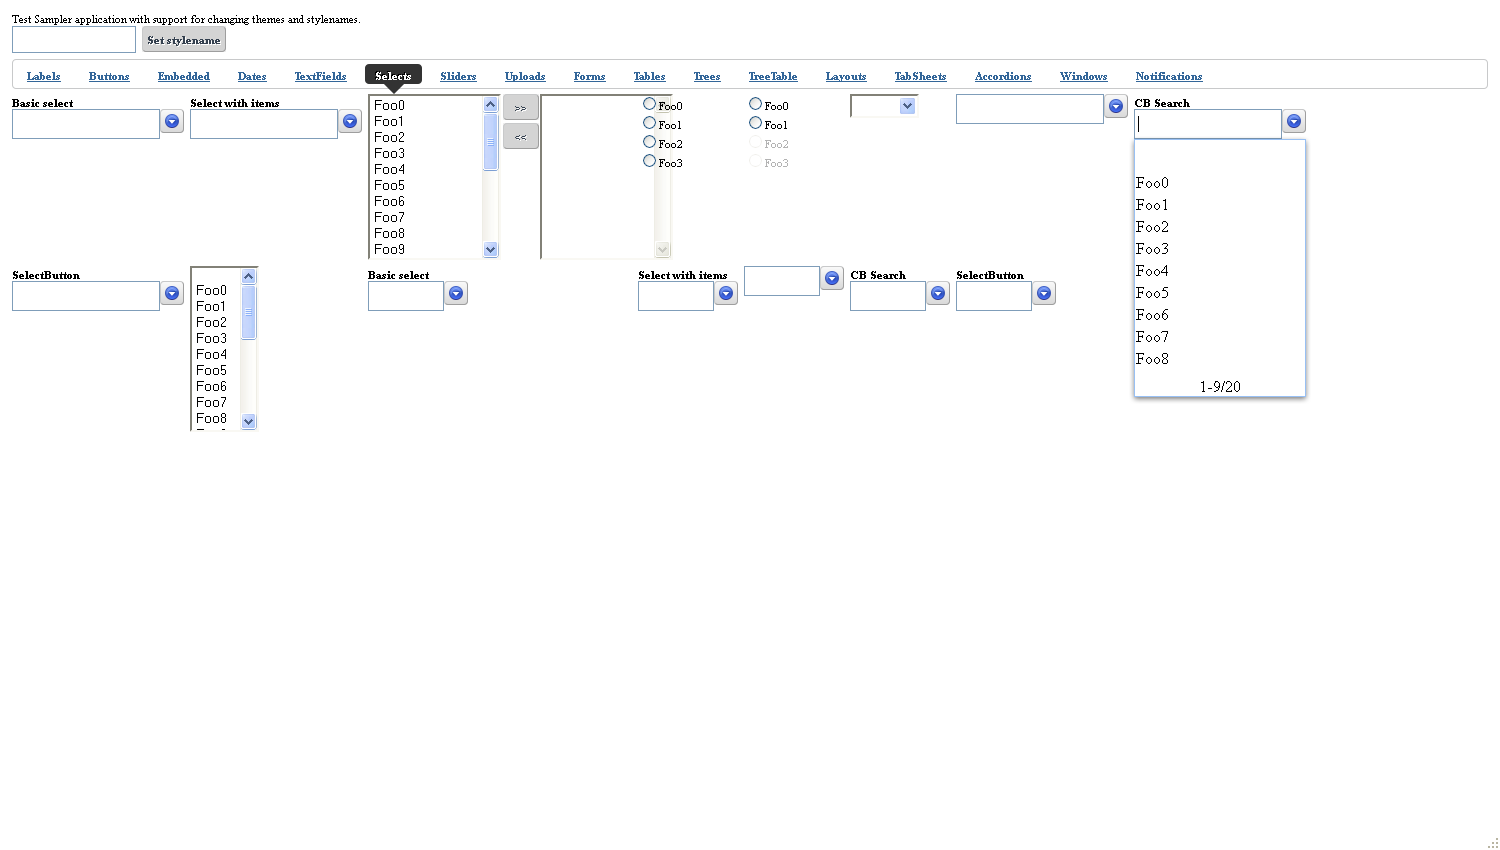 Test Sampler application with support for changing themes and stylenames.
Set stylename
Labels Buttons Embedded Dates TextFields Selects Sliders Uploads Forms Tables Trees TreeTable Layouts TabSheets Accordions Windows Notifications
Basic select
Select with items
Foo0
Foo1
Foo2
Foo3
Foo4
Foo5
Foo6
Foo7
Foo8
Foo9
>>
<<
Foo0
Foo1
Foo2
Foo3
Foo0
Foo1
Foo2
Foo3
CB Search
Foo0
Foo1
Foo2
Foo3
Foo4
Foo5
Foo6
Foo7
Foo8
1-9/20
SelectButton
Foo0
Foo1
Foo2
Foo3
Foo4
Foo5
Foo6
Foo7
Foo8
Basic select
Select with items
CB Search
SelectButton